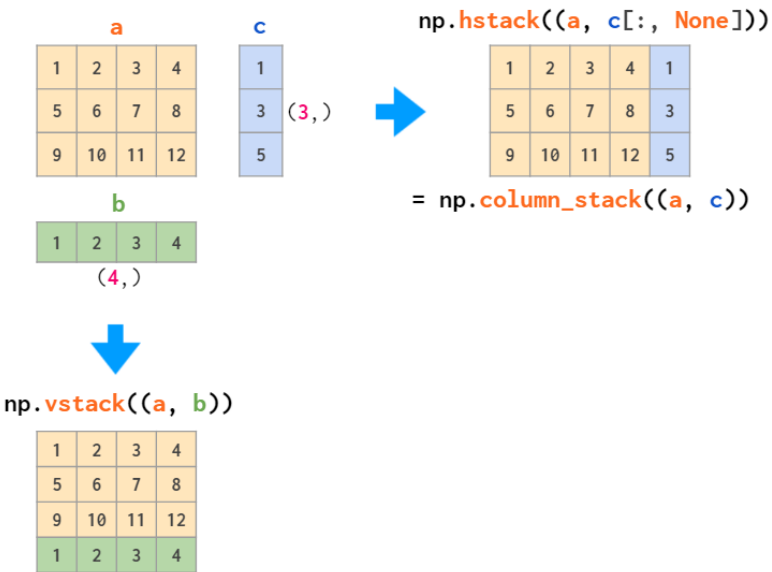 a
1 2 3 4
5 6 7 8
9 10 11 12
c
1
3
5
(3,)
np.hstack((a, c[:, None]))
1 2 3 4 1
5 6 7 8 3
9 10 11 12 5
= np.column_stack((a, c))
b
1 2 3 4
(4,)
np.vstack((a, b))
1 2 3 4
5 6 7 8
9 10 11 12
1 2 3 4